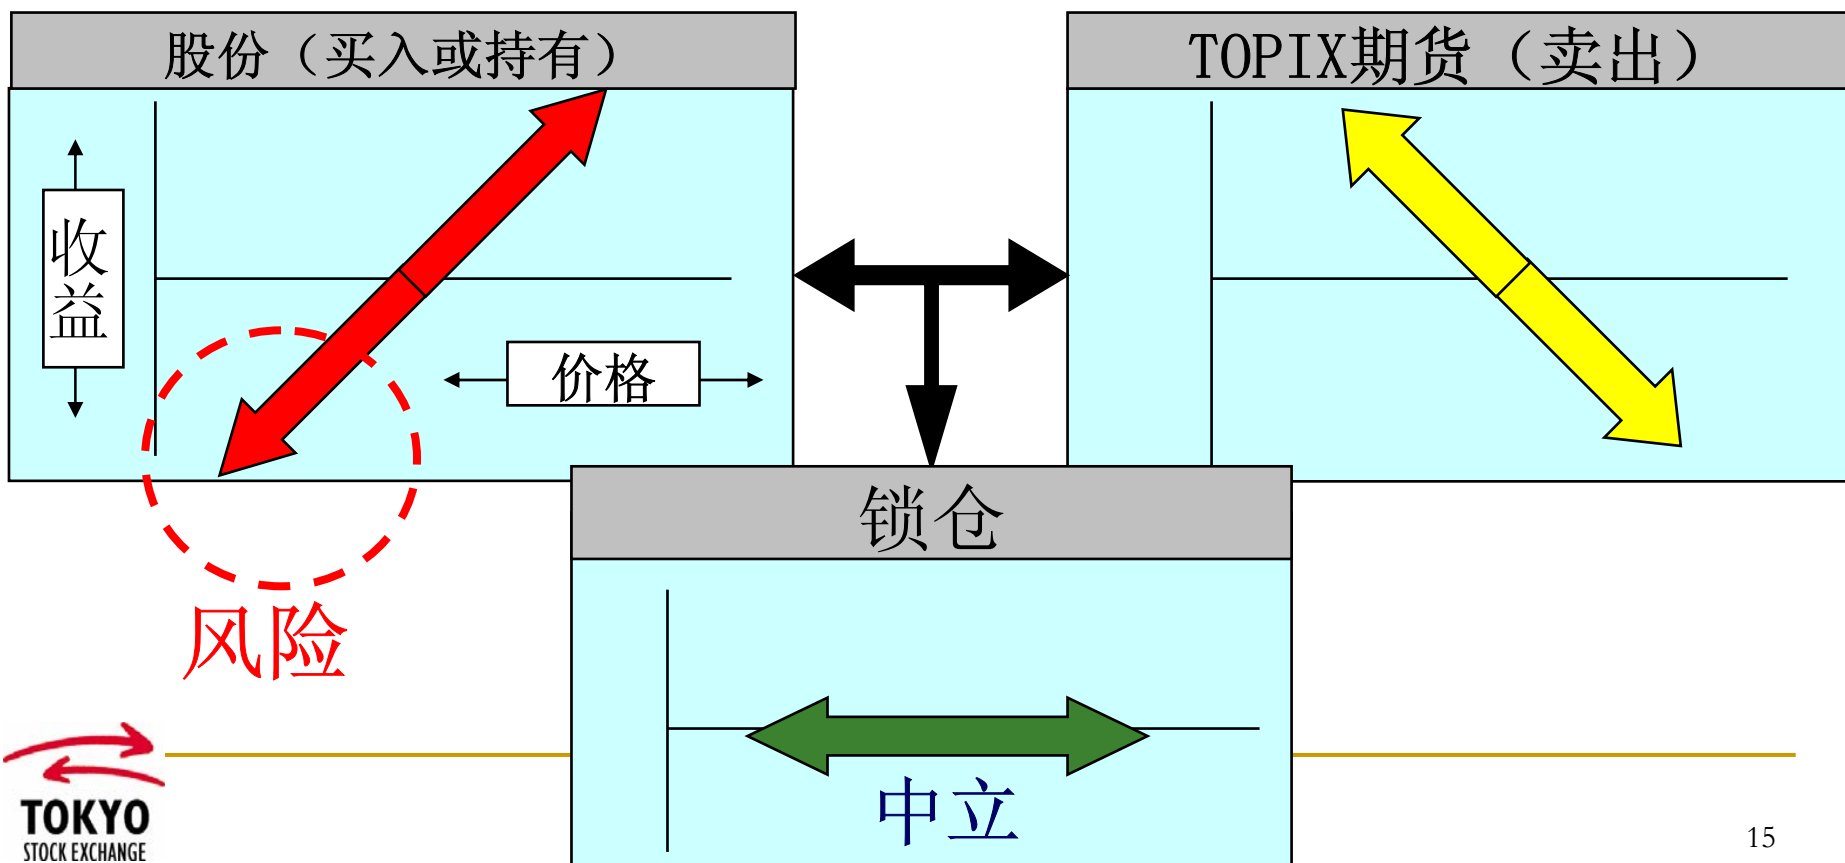 股份（买入或持有）
TOPIX期货（卖出）
收
益
价格
风险
锁仓
中立
TOKYO
STOCK EXCHANGE
15